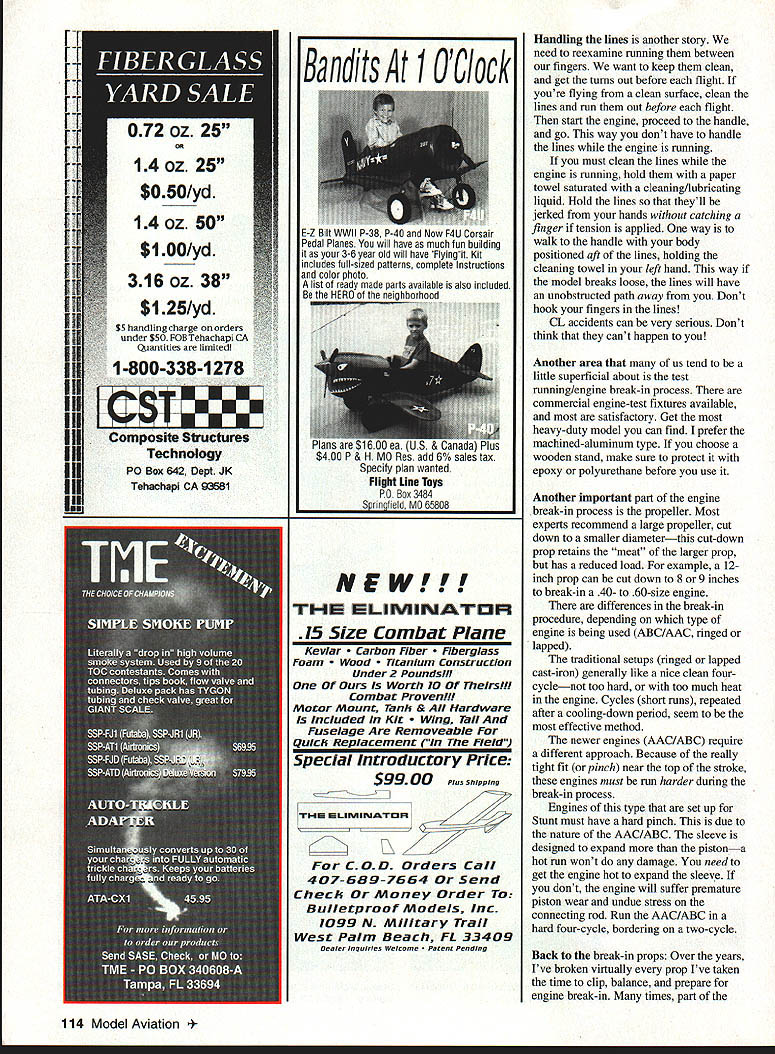 FIBERGLASS
YARD SALE
0.72 oz. 25”
OR
1.4 oz. 25”
$0.50/yd.
1.4 oz. 50”
$1.00/yd.
3.16 oz. 38”
$1.25/yd.
$5 handling charge on orders
under $50. FOB Tehachapi CA
Quantities are limited!
1-800-338-1278
CST
Composite Structures
Technology
PO Box 642, Dept. JK
Tehachapi CA 93581
TME
EXCITEMENT
THE CHOICE OF CHAMPIONS
SIMPLE SMOKE PUMP
Literally a "drop in" high volume
smoke system. Used by 9 of the 20
TOC contestants. Comes with
connectors, tips book, flow valve and
tubing. Deluxe pack has TYGON
tubing and check valve, great for
GIANT SCALE.
SSP-FJ1 (Futaba), SSP-JR1 (JR),
SSP-AT1 (Airtronics) $69.95
SSP-FJD (Futaba), SSP-JRD (JR),
SSP-ATD (Airtronics) Deluxe Version $79.95
AUTO-TRICKLE
ADAPTER
Simultaneously converts up to 30 of
your chargers into FULLY automatic
trickle chargers. Keeps your batteries
fully charged and ready to go.
ATA-CX1 45.95
For more information or
to order our products
Send SASE, Check, or MO to:
TME - PO BOX 340608-A
Tampa, FL 33694
Bandits At 1 O'Clock
NAVY
F4U
E-Z Bilt WWII P-38, P-40 and Now F4U Corsair
Pedal Planes. You will have as much fun building
it as your 3-6 year old will have "Flying"it. Kit
includes full-sized patterns, complete Instructions
and color photo.
A list of ready made parts available is also included.
Be the HERO of the neighborhood
7
P-40
Plans are $16.00 ea. (U.S. & Canada) Plus
$4.00 P & H. MO Res. add 6% sales tax.
Specify plan wanted.
Flight Line Toys
P.O. Box 3484
Springfield, MO 65808
NEW!!!
THE ELIMINATOR
.15 Size Combat Plane
Kevlar • Carbon Fiber • Fiberglass
Foam • Wood • Titanium Construction
Under 2 Pounds!!!
One Of Ours Is Worth 10 Of Theirs!!!
Combat Proven!!!
Motor Mount, Tank & All Hardware
Is Included In Kit • Wing, Tail And
Fuselage Are Removeable For
Quick Replacement ("In The Field")
Special Introductory Price:
$99.00 Plus Shipping
THE ELIMINATOR
For C.O.D. Orders Call
407-689-7664 Or Send
Check Or Money Order To:
Bulletproof Models, Inc.
1099 N. Military Trail
West Palm Beach, FL 33409
Dealer Inquiries Welcome • Patent Pending
Handling the lines is another story. We
need to reexamine running them between
our fingers. We want to keep them clean,
and get the turns out before each flight. If
you're flying from a clean surface, clean the
lines and run them out before each flight.
Then start the engine, proceed to the handle,
and go. This way you don't have to handle
the lines while the engine is running.
If you must clean the lines while the
engine is running, hold them with a paper
towel saturated with a cleaning/lubricating
liquid. Hold the lines so that they'll be
jerked from your hands without catching a
finger if tension is applied. One way is to
walk to the handle with your body
positioned aft of the lines, holding the
cleaning towel in your left hand. This way if
the model breaks loose, the lines will have
an unobstructed path away from you. Don't
hook your fingers in the lines!
CL accidents can be very serious. Don't
think that they can't happen to you!
Another area that many of us tend to be a
little superficial about is the test
running/engine break-in process. There are
commercial engine-test fixtures available,
and most are satisfactory. Get the most
heavy-duty model you can find. I prefer the
machined-aluminum type. If you choose a
wooden stand, make sure to protect it with
epoxy or polyurethane before you use it.
Another important part of the engine
break-in process is the propeller. Most
experts recommend a large propeller, cut
down to a smaller diameter—this cut-down
prop retains the “meat” of the larger prop,
but has a reduced load. For example, a 12-
inch prop can be cut down to 8 or 9 inches
to break-in a .40- to .60-size engine.
There are differences in the break-in
procedure, depending on which type of
engine is being used (ABC/AAC, ringed or
lapped).
The traditional setups (ringed or lapped
cast-iron) generally like a nice clean four-
cycle—not too hard, or with too much heat
in the engine. Cycles (short runs), repeated
after a cooling-down period, seem to be the
most effective method.
The newer engines (AAC/ABC) require
a different approach. Because of the really
tight fit (or pinch) near the top of the stroke,
these engines must be run harder during the
break-in process.
Engines of this type that are set up for
Stunt must have a hard pinch. This is due to
the nature of the AAC/ABC. The sleeve is
designed to expand more than the piston—a
hot run won't do any damage. You need to
get the engine hot to expand the sleeve. If
you don't, the engine will suffer premature
piston wear and undue stress on the
connecting rod. Run the AAC/ABC in a
hard four-cycle, bordering on a two-cycle.
Back to the break-in props: Over the years,
I've broken virtually every prop I've taken
the time to clip, balance, and prepare for
engine break-in. Many times, part of the
114 Model Aviation